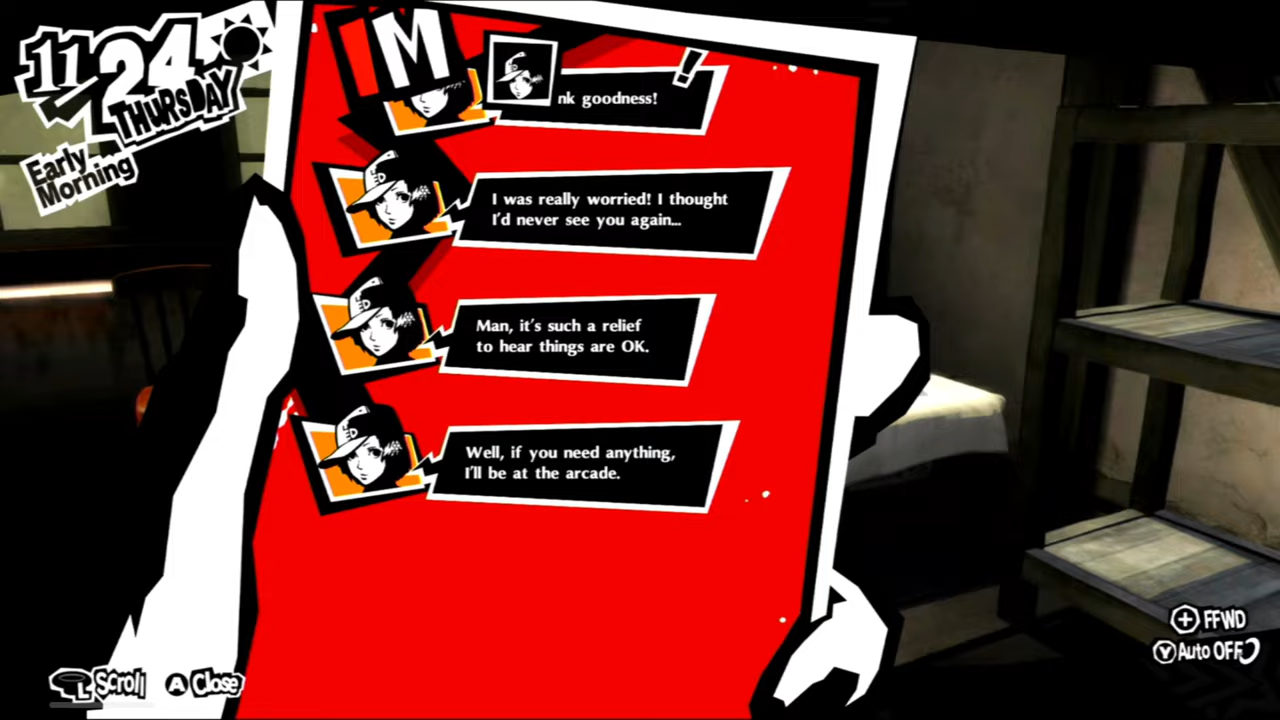 11 24
THURSDAY
Early
Morning
M
!
nk goodness!
I was really worried! I thought
I'd never see you again...
Man, it's such a relief
to hear things are OK.
Well, if you need anything,
I'll be at the arcade.
+ FFWD
Y Auto OFF
L Scroll A Close